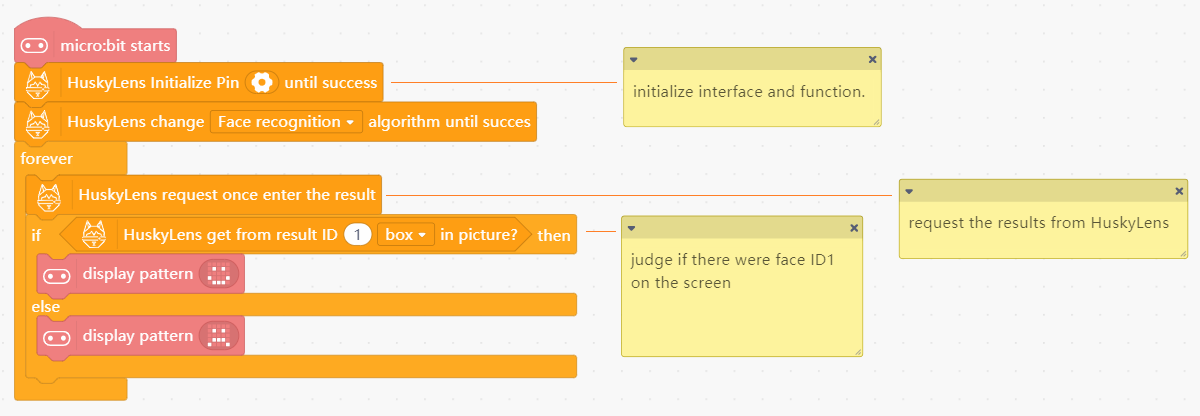 micro:bit starts
HuskyLens Initialize Pin until success
initialize interface and function.
HuskyLens change Face recognition algorithm until succes
forever
HuskyLens request once enter the result
request the results from HuskyLens
if HuskyLens get from result ID 1 box in picture? then
judge if there were face ID1
on the screen
display pattern
else
display pattern